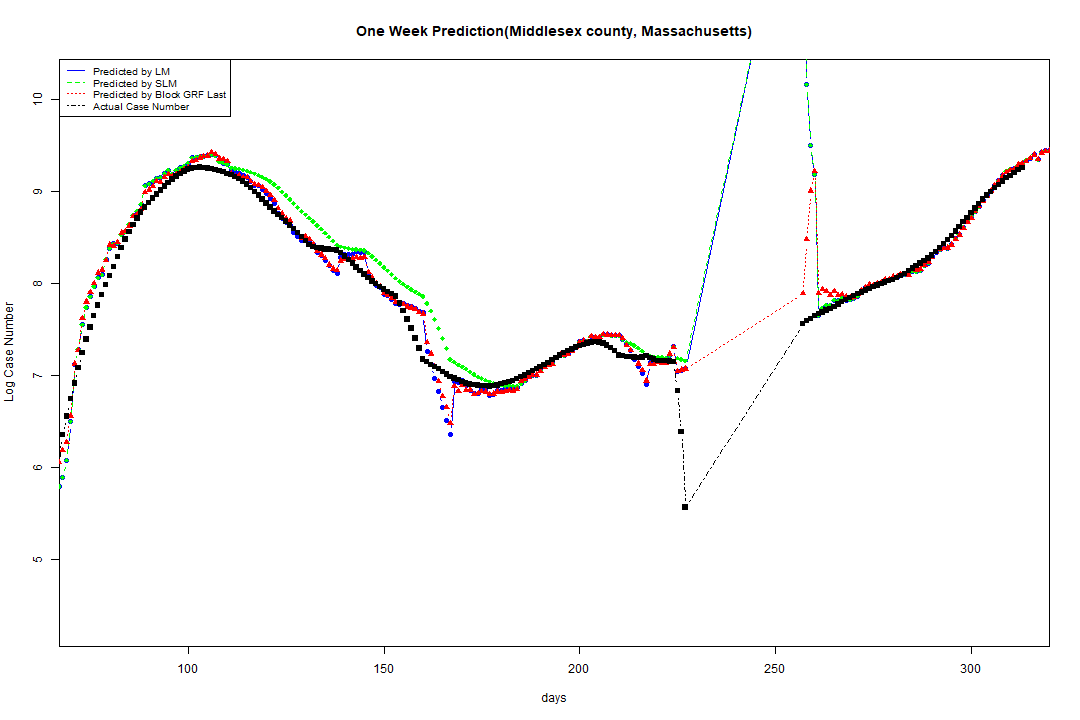 One Week Prediction(Middlesex county, Massachusetts)
Predicted by LM
Predicted by SLM
Predicted by Block GRF Last
Actual Case Number
10
9
8
7
6
5
Log Case Number
100 150 200 250 300
days